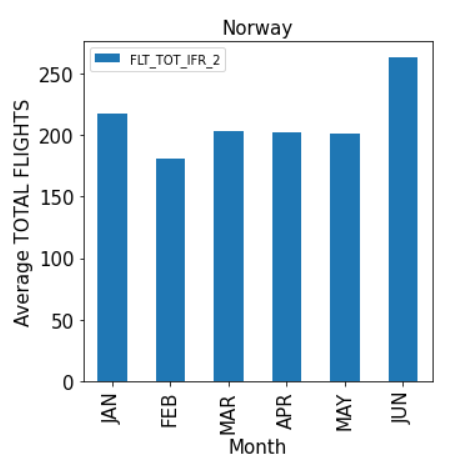 Norway
FLT_TOT_IFR_2
Average TOTAL FLIGHTS
250
200
150
100
50
0
JAN
FEB
MAR
APR
MAY
JUN
Month